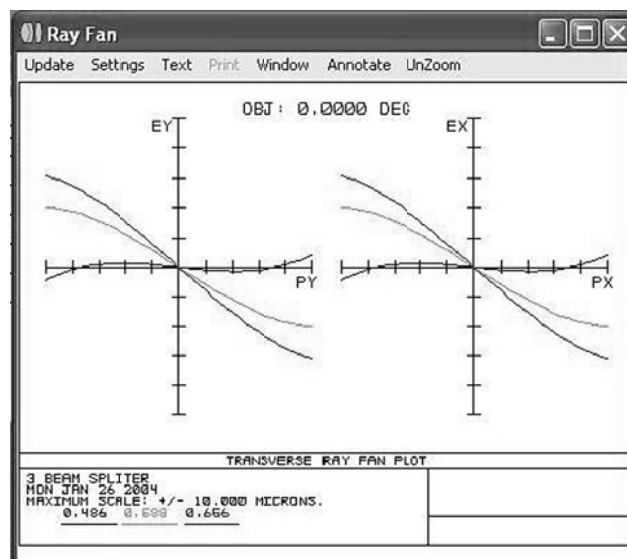 Ray Fan
Update Settngs Text Print Window Annotate UnZoom
OBJ: 0.0000 DEG
EY EX
PY PX
TRANSVERSE RAY FAN PLOT
3 BEAM SPLITER
MON JAN 26 2004
MAXIMUM SCALE: +/- 10.000 MICRONS.
0.486 0.588 0.656